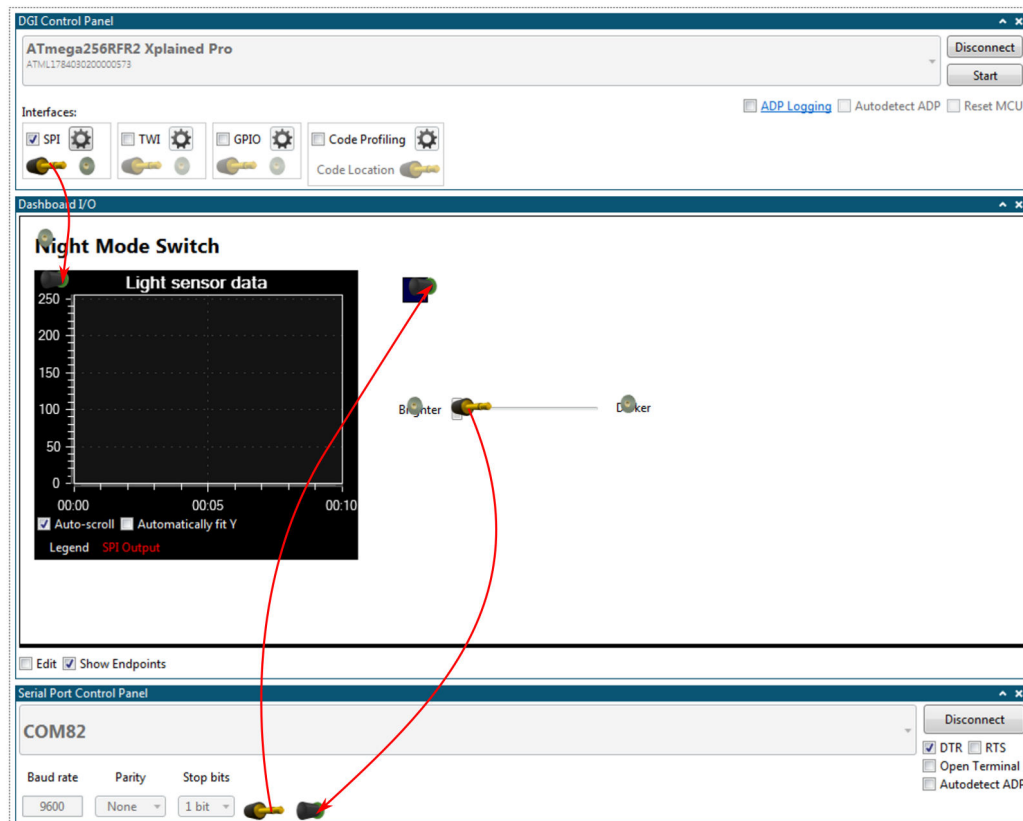 DGI Control Panel
ATmega256RFR2 Xplained Pro
ATML1784030200000573
Disconnect
Start
Interfaces:
ADP Logging Autodetect ADP Reset MCU
SPI TWI GPIO Code Profiling
Code Location
Dashboard I/O
Night Mode Switch
Light sensor data
250
200
150
100
50
0
00:00 00:05 00:10
Auto-scroll Automatically fit Y
Legend SPI Output
Brighter Darker
Edit Show Endpoints
Serial Port Control Panel
COM82
Disconnect
DTR RTS
Open Terminal
Autodetect ADP
Baud rate Parity Stop bits
9600 None 1 bit